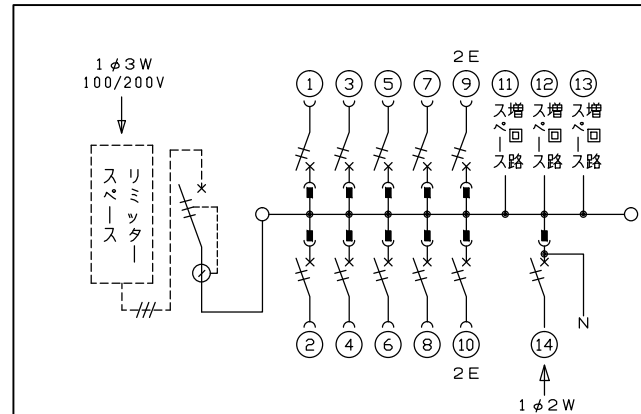 1φ3W
100/200V
リミッター
スペース
2E
1 3 5 7 9 11 12 13
増回路
スペース
増回路
スペース
増回路
スペース
2 4 6 8 10 14
2E
N
1φ2W